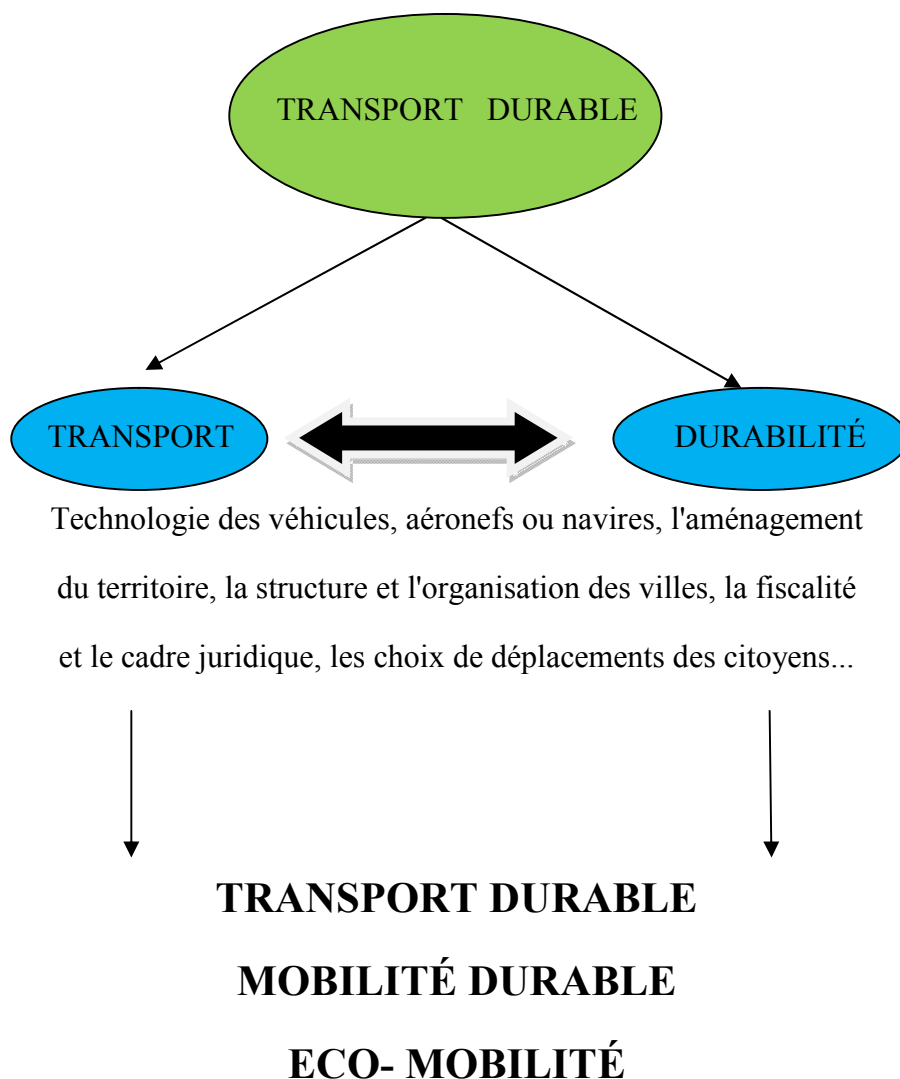 TRANSPORT DURABLE
TRANSPORT
DURABILITÉ
Technologie des véhicules, aéronefs ou navires, l'aménagement
du territoire, la structure et l'organisation des villes, la fiscalité
et le cadre juridique, les choix de déplacements des citoyens...
TRANSPORT DURABLE
MOBILITÉ DURABLE
ECO- MOBILITÉ